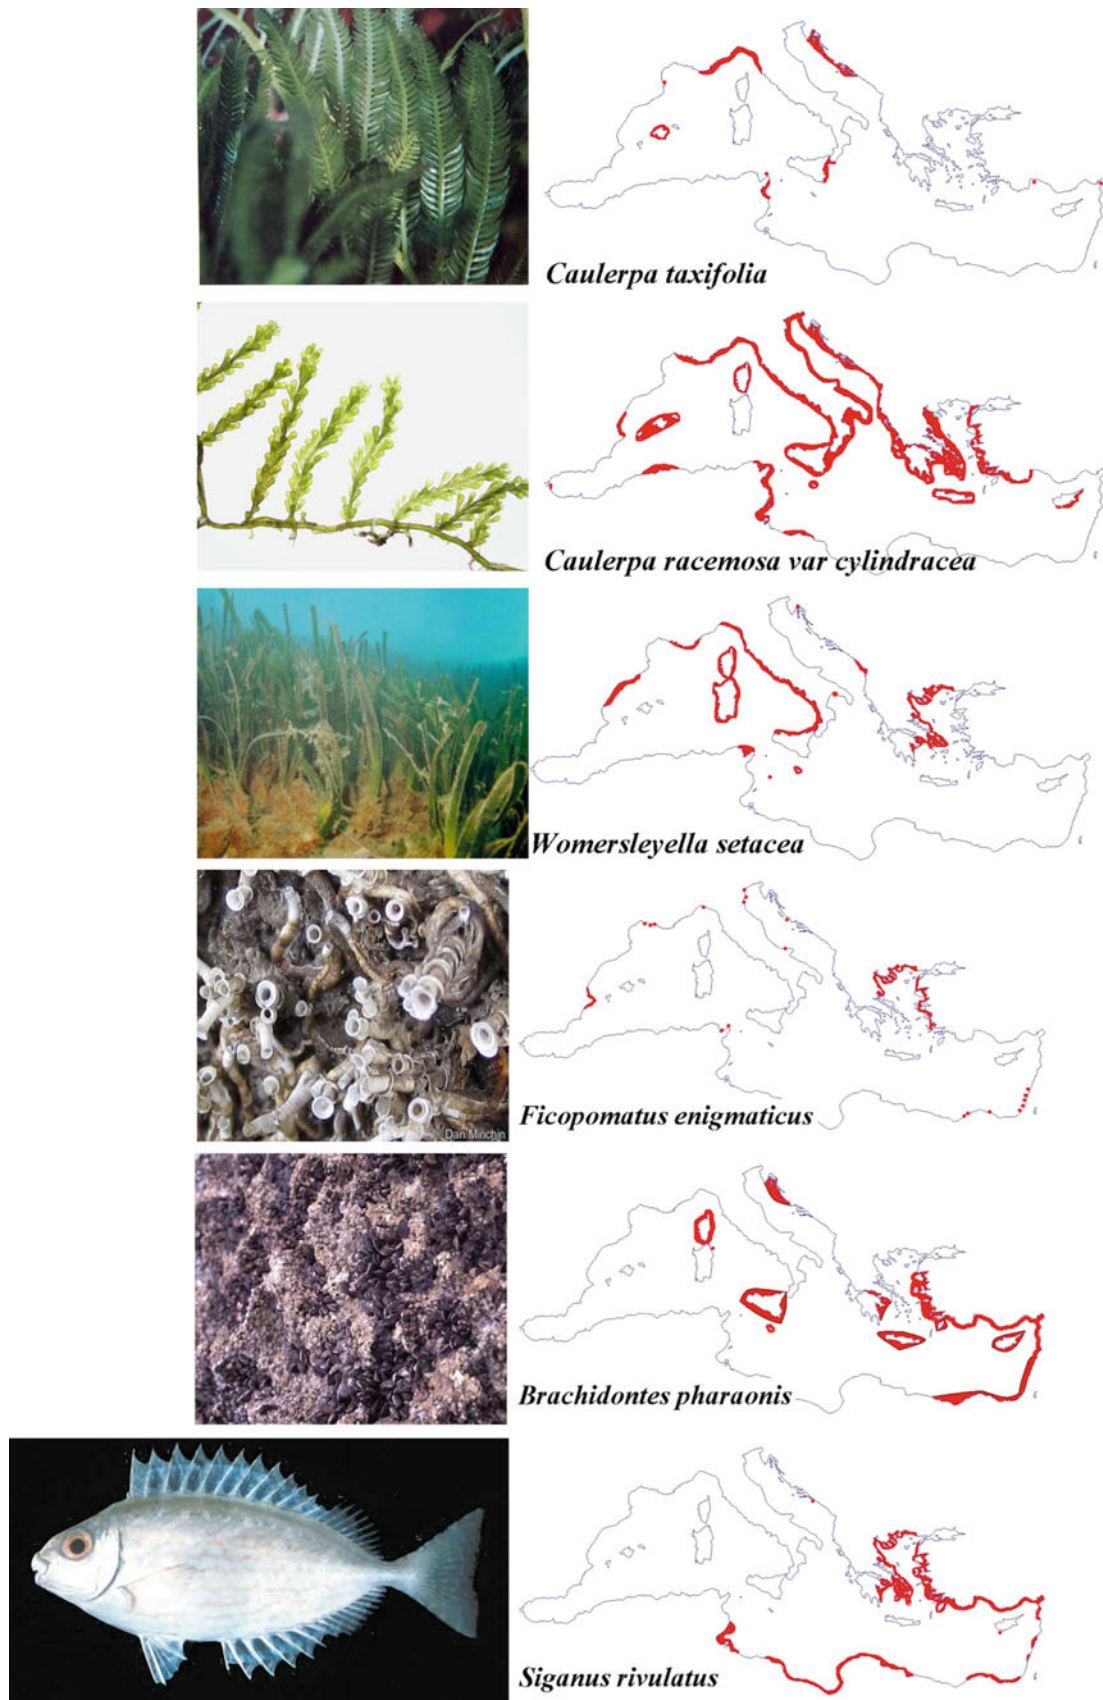 Caulerpa taxifolia
Caulerpa racemosa var cylindracea
Womersleyella setacea
Dan Minchin
Ficopomatus enigmaticus
Brachidontes pharaonis
Siganus rivulatus